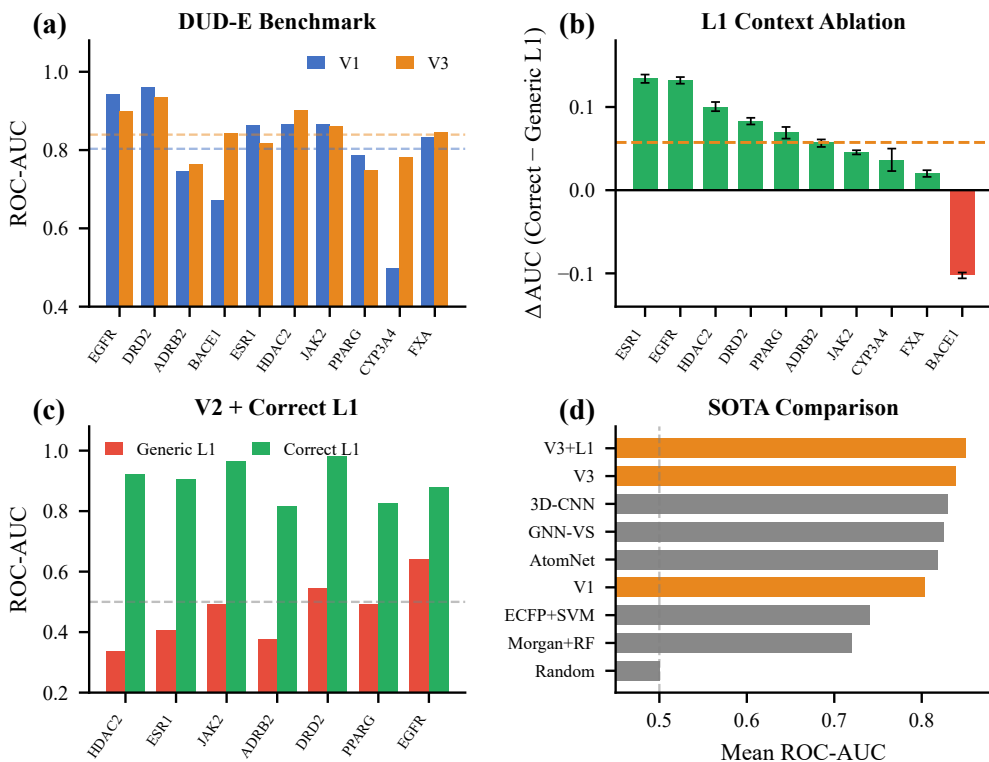 (a) DUD-E Benchmark
V1 V3
ROC-AUC
1.0
0.8
0.6
0.4
EGFR DRD2 ADRB2 BACE1 ESR1 HDAC2 JAK2 PPARG CYP3A4 FXA
(b) L1 Context Ablation
Δ AUC (Correct − Generic L1)
0.1
0.0
−0.1
ESR1 EGFR HDAC2 DRD2 PPARG ADRB2 JAK2 CYP3A4 FXA BACE1
(c) V2 + Correct L1
Generic L1 Correct L1
ROC-AUC
1.0
0.8
0.6
0.4
0.2
HDAC2 ESR1 JAK2 ADRB2 DRD2 PPARG EGFR
(d) SOTA Comparison
V3+L1
V3
3D-CNN
GNN-VS
AtomNet
V1
ECFP+SVM
Morgan+RF
Random
0.5 0.6 0.7 0.8
Mean ROC-AUC